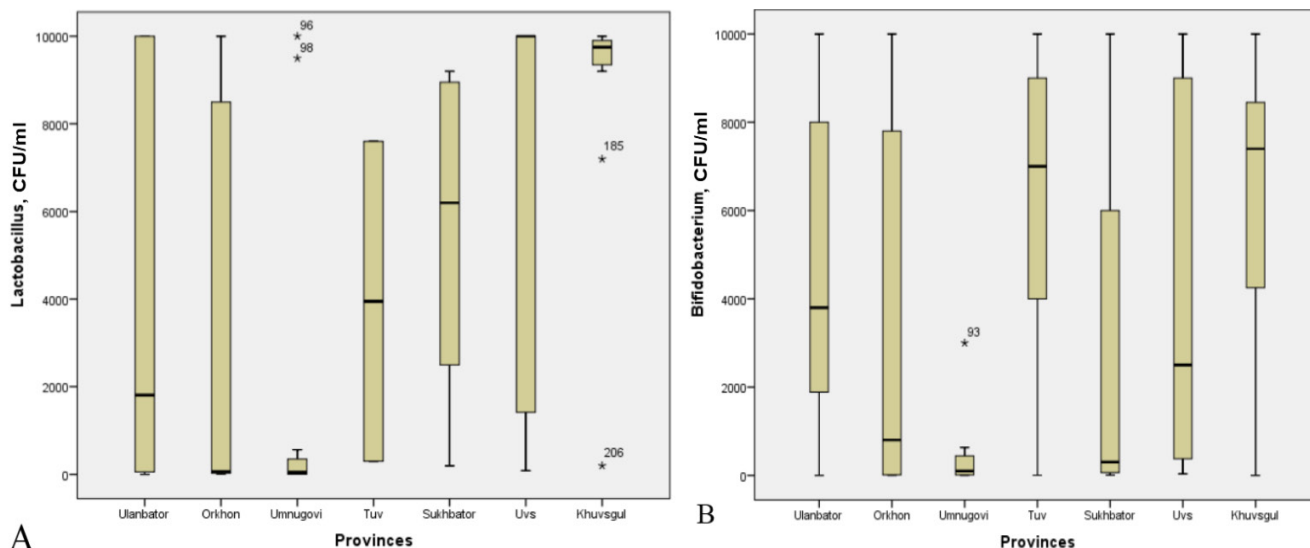 Lactobacillus, CFU/ml
10000
8000
6000
4000
2000
0
96
98
185
206
Ulanbator Orkhon Umnugovi Tuv Sukhbator Uvs Khuvsgul
Provinces
A
Bifidobacterium, CFU/ml
10000
8000
6000
4000
2000
0
93
Ulanbator Orkhon Umnugovi Tuv Sukhbator Uvs Khuvsgul
Provinces
B